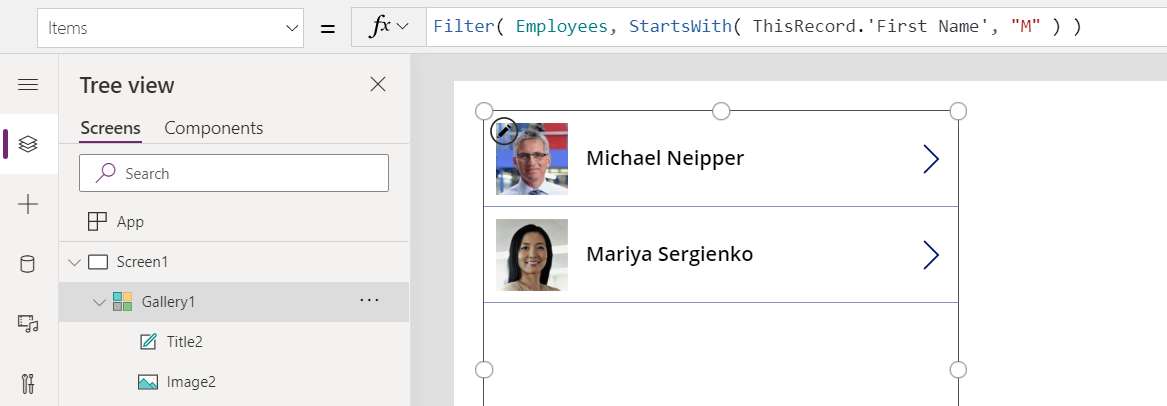 Items = fx Filter( Employees, StartsWith( ThisRecord.'First Name', "M" ) )
Tree view
Screens Components
Search
App
Screen1
Gallery1
Title2
Image2
Michael Neipper
Mariya Sergienko